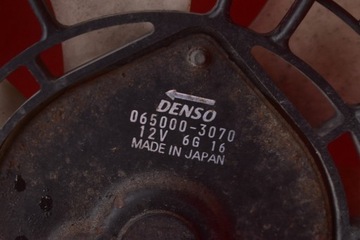 DENSO
065000-3070
12V 6G 16
MADE IN JAPAN